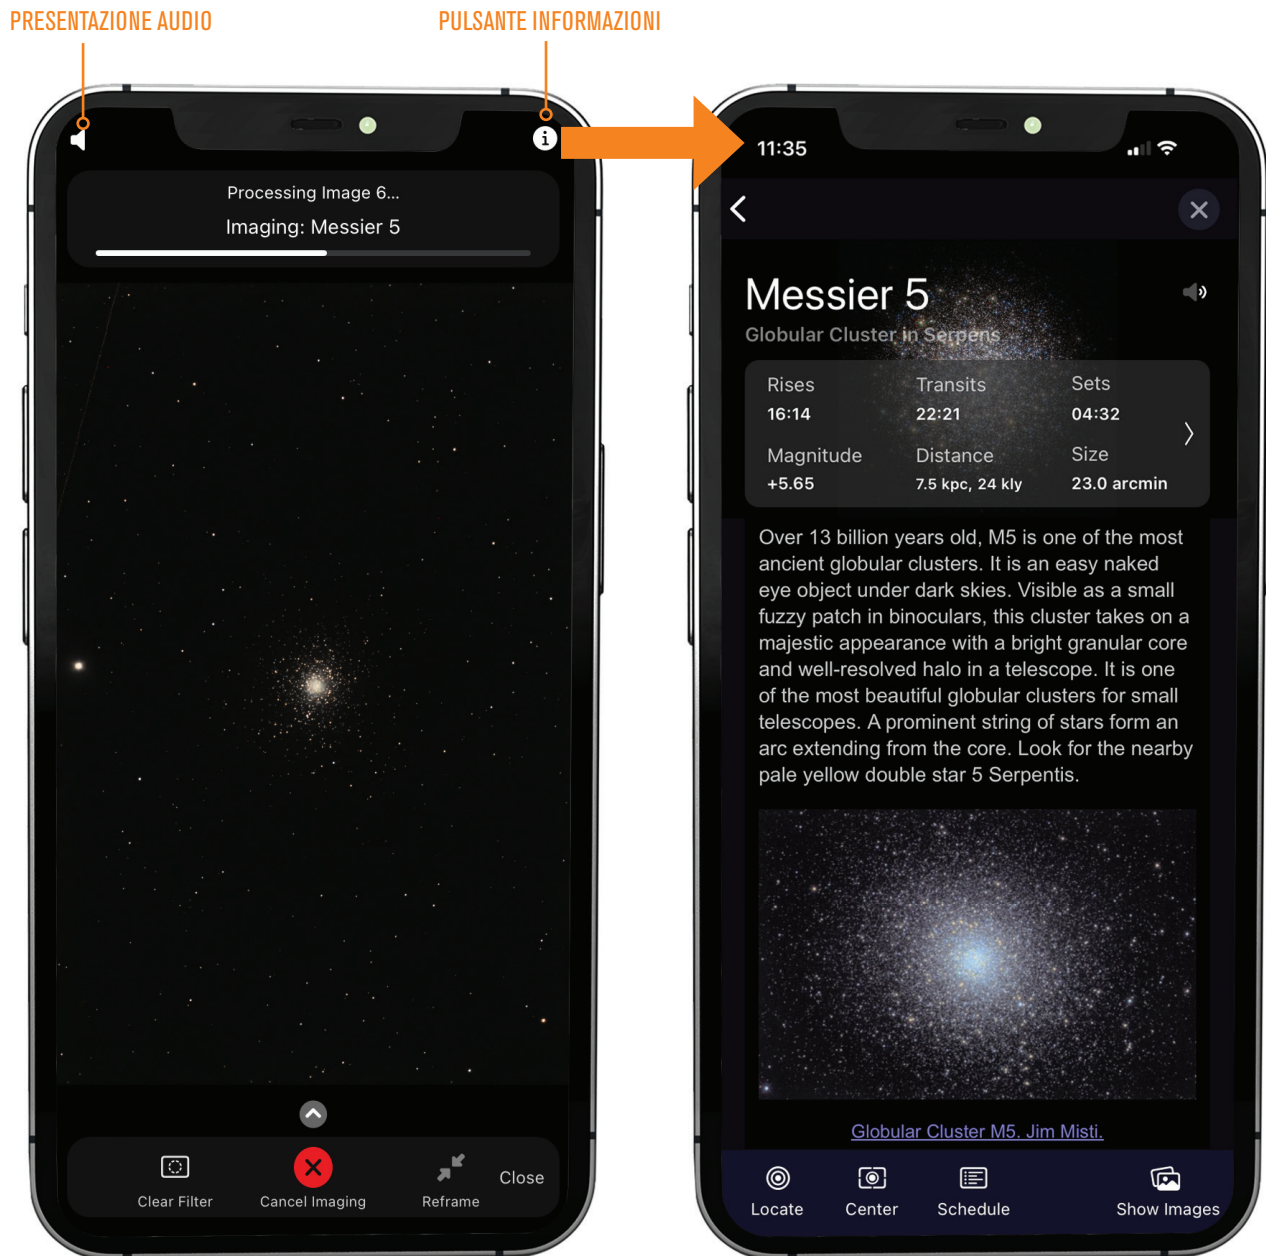 PRESENTAZIONE AUDIO
PULSANTE INFORMAZIONI
Processing Image 6...
Imaging: Messier 5
Clear Filter
Cancel Imaging
Reframe
Close
11:35
Messier 5
Globular Cluster in Serpens
Rises Transits Sets
16:14 22:21 04:32
Magnitude Distance Size
+5.65 7.5 kpc, 24 kly 23.0 arcmin
Over 13 billion years old, M5 is one of the most
ancient globular clusters. It is an easy naked
eye object under dark skies. Visible as a small
fuzzy patch in binoculars, this cluster takes on a
majestic appearance with a bright granular core
and well-resolved halo in a telescope. It is one
of the most beautiful globular clusters for small
telescopes. A prominent string of stars form an
arc extending from the core. Look for the nearby
pale yellow double star 5 Serpentis.
Globular Cluster M5. Jim Misti.
Locate
Center
Schedule
Show Images